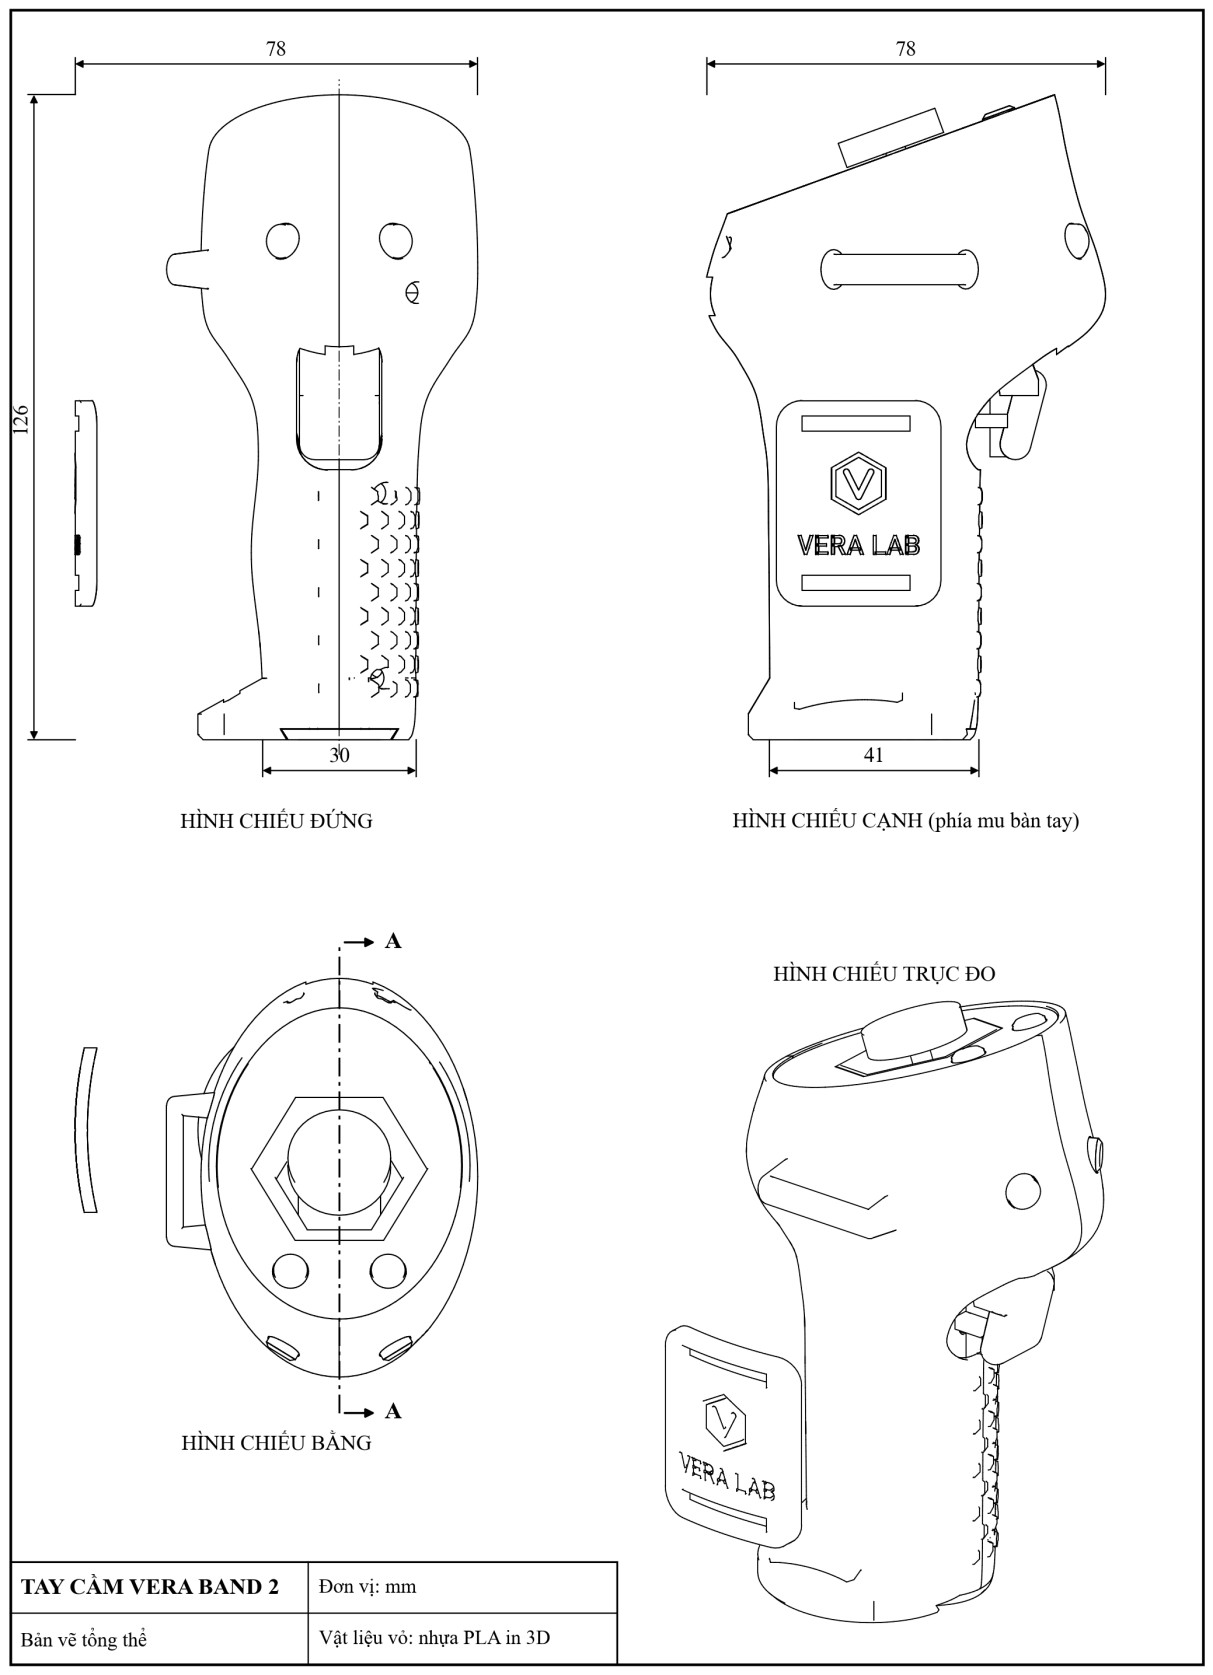 78
78
126
VERA LAB
30
41
HÌNH CHIẾU ĐỨNG
HÌNH CHIẾU CẠNH (phía mu bàn tay)
A
HÌNH CHIẾU TRỤC ĐO
A
HÌNH CHIẾU BẰNG
VERA LAB
TAY CẦM VERA BAND 2
Đơn vị: mm
Bản vẽ tổng thể
Vật liệu vỏ: nhựa PLA in 3D